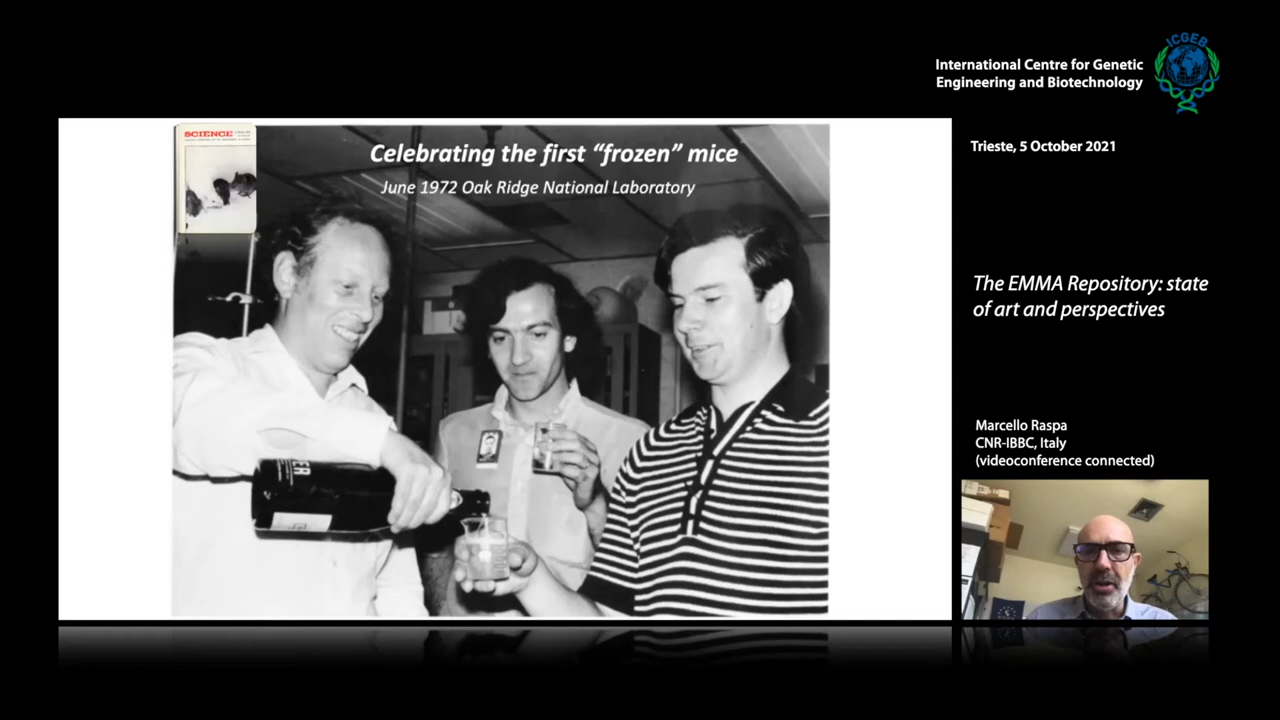 ICGEB
International Centre for Genetic
Engineering and Biotechnology
Trieste, 5 October 2021
SCIENCE
Celebrating the first “frozen” mice
June 1972 Oak Ridge National Laboratory
The EMMA Repository: state
of art and perspectives
Marcello Raspa
CNR-IBBC, Italy
(videoconference connected)